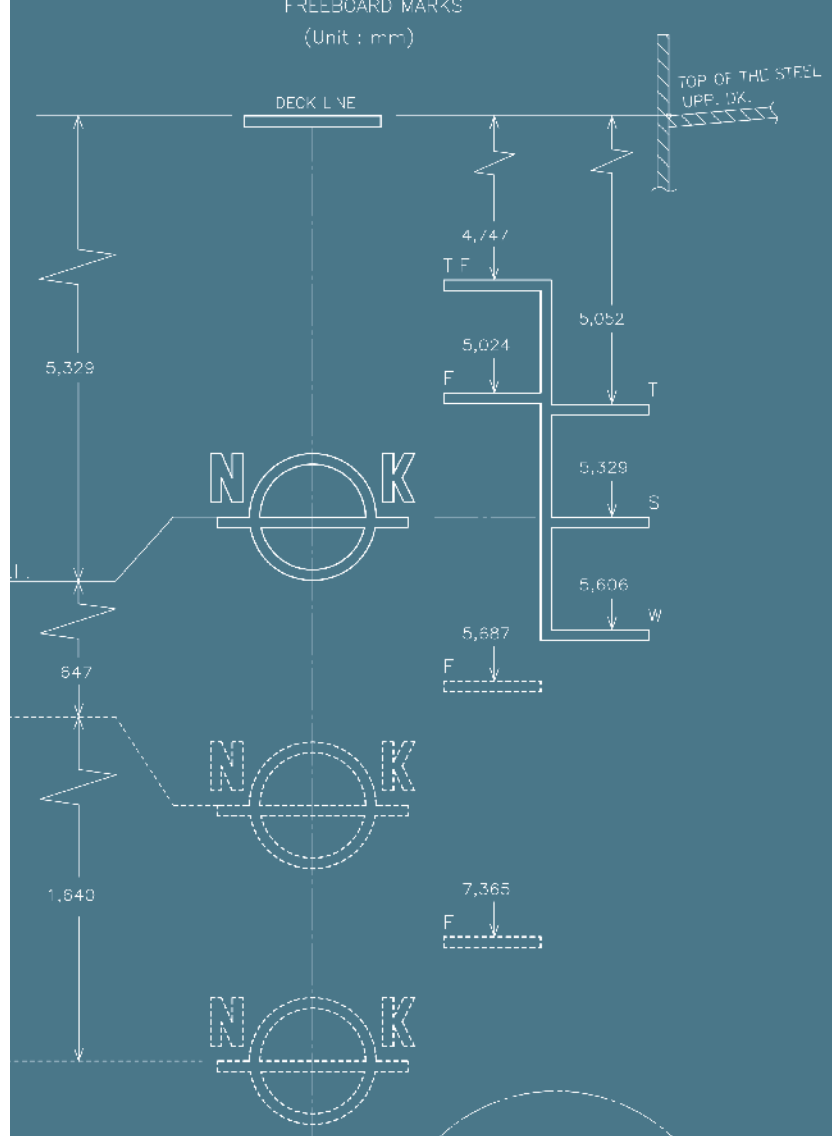 FREEBOARD MARKS
(Unit : mm)
TOP OF THE STEEL
UPP. DK.
DECK LINE
4,747
T F
5,052
5,329
5,024
F
T
N K
5,329
S
5,606
W
5,687
F
647
N K
1,640
7,365
F
N K